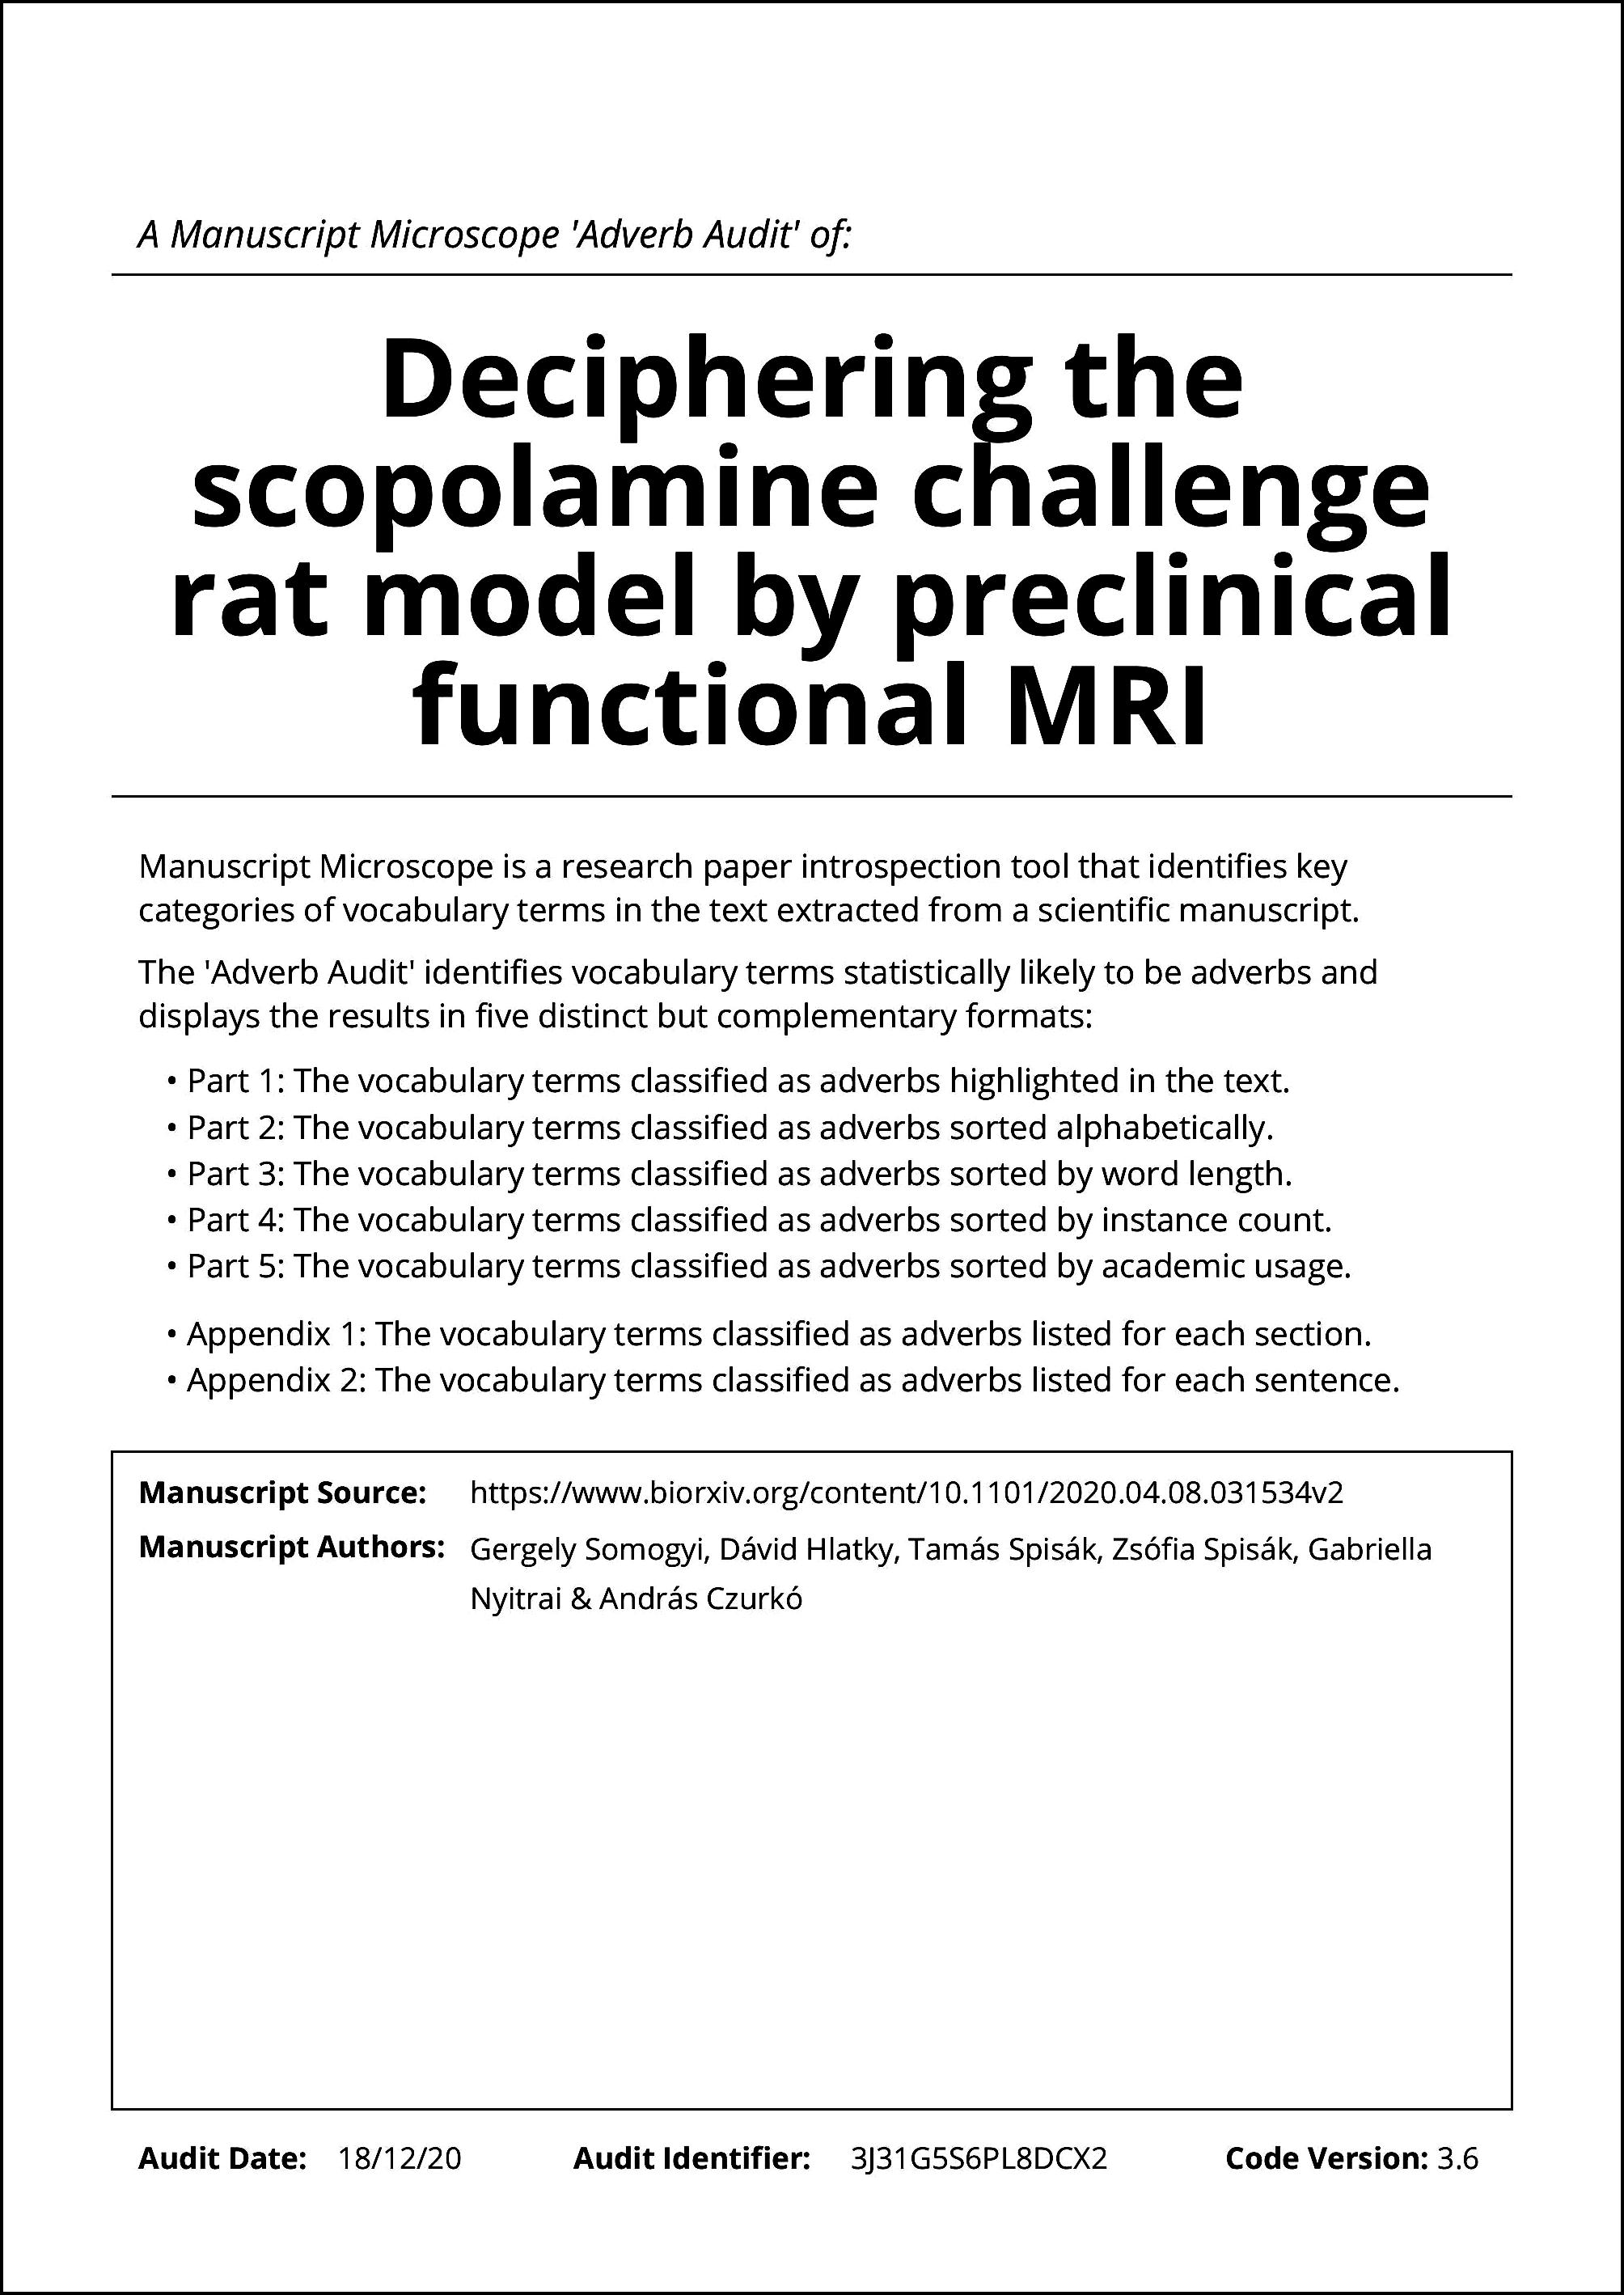 A Manuscript Microscope 'Adverb Audit' of:
Deciphering the
scopolamine challenge
rat model by preclinical
functional MRI
Manuscript Microscope is a research paper introspection tool that identifies key
categories of vocabulary terms in the text extracted from a scientific manuscript.
The 'Adverb Audit' identifies vocabulary terms statistically likely to be adverbs and
displays the results in five distinct but complementary formats:
• Part 1: The vocabulary terms classified as adverbs highlighted in the text.
• Part 2: The vocabulary terms classified as adverbs sorted alphabetically.
• Part 3: The vocabulary terms classified as adverbs sorted by word length.
• Part 4: The vocabulary terms classified as adverbs sorted by instance count.
• Part 5: The vocabulary terms classified as adverbs sorted by academic usage.
• Appendix 1: The vocabulary terms classified as adverbs listed for each section.
• Appendix 2: The vocabulary terms classified as adverbs listed for each sentence.
Manuscript Source: https://www.biorxiv.org/content/10.1101/2020.04.08.031534v2
Manuscript Authors: Gergely Somogyi, Dávid Hlatky, Tamás Spisák, Zsófia Spisák, Gabriella
Nyitrai & András Czurkó
Audit Date: 18/12/20 Audit Identifier: 3J31G5S6PL8DCX2 Code Version: 3.6